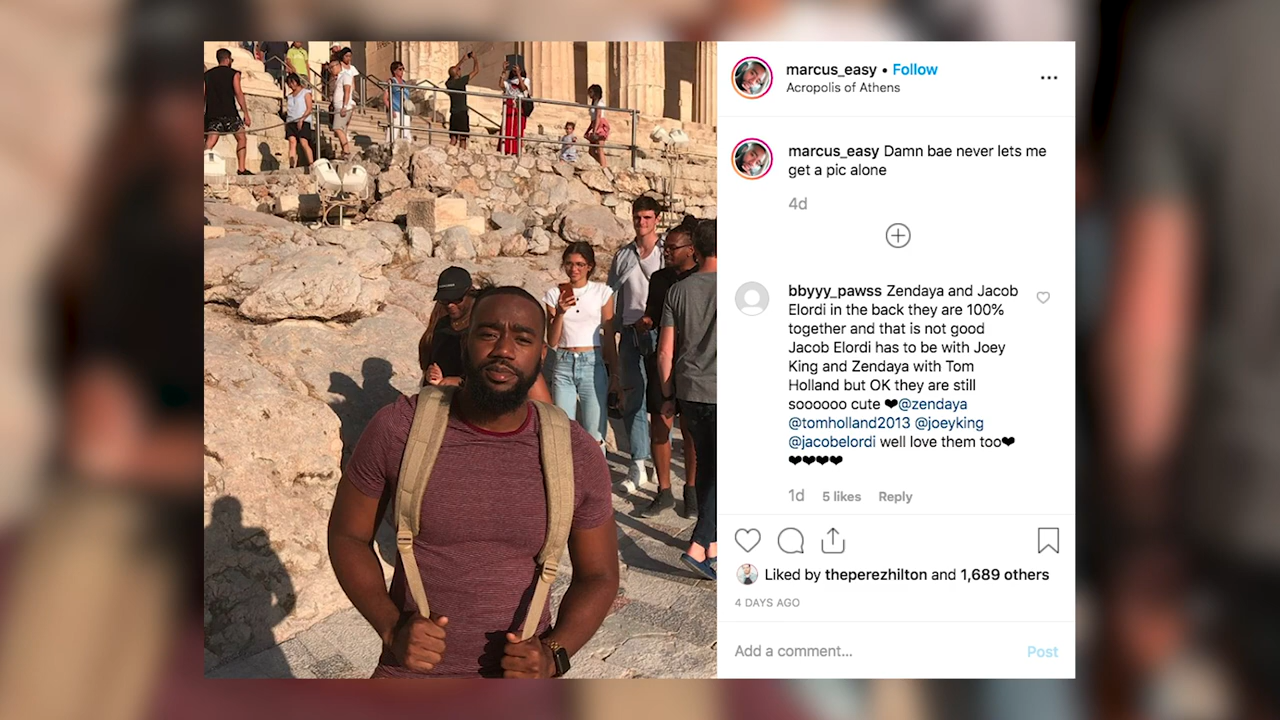 marcus_easy • Follow
Acropolis of Athens
marcus_easy Damn bae never lets me
get a pic alone
4d
bbyyy_pawss Zendaya and Jacob
Elordi in the back they are 100%
together and that is not good
Jacob Elordi has to be with Joey
King and Zendaya with Tom
Holland but OK they are still
soooooo cute ❤@zendaya
@tomholland2013 @joeyking
@jacobelordi well love them too❤
❤❤❤❤
1d 5 likes Reply
Liked by theperezhilton and 1,689 others
4 DAYS AGO
Add a comment... Post